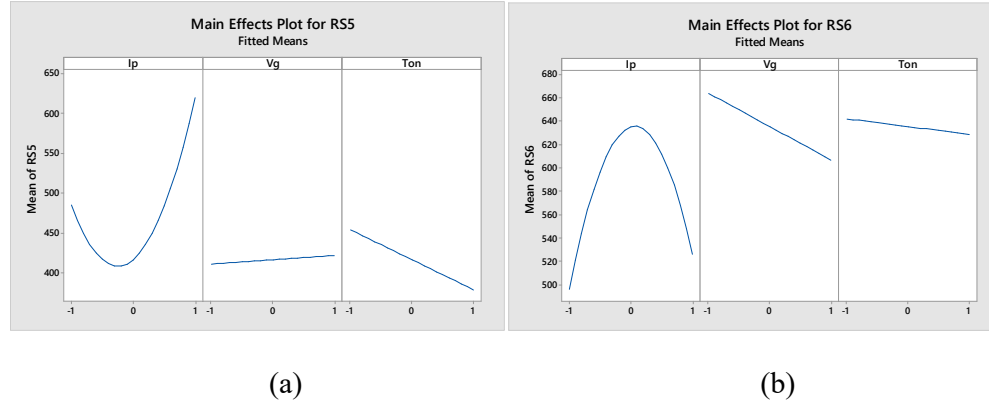 Main Effects Plot for RS5
Fitted Means
Ip Vg Ton
Mean of RS5
650
600
500
450
400
-1 0 1 -1 0 1 -1 0 1
(a)
Main Effects Plot for RS6
Fitted Means
Ip Vg Ton
Mean of RS6
680
660
640
620
600
580
560
540
520
500
-1 0 1 -1 0 1 -1 0 1
(b)